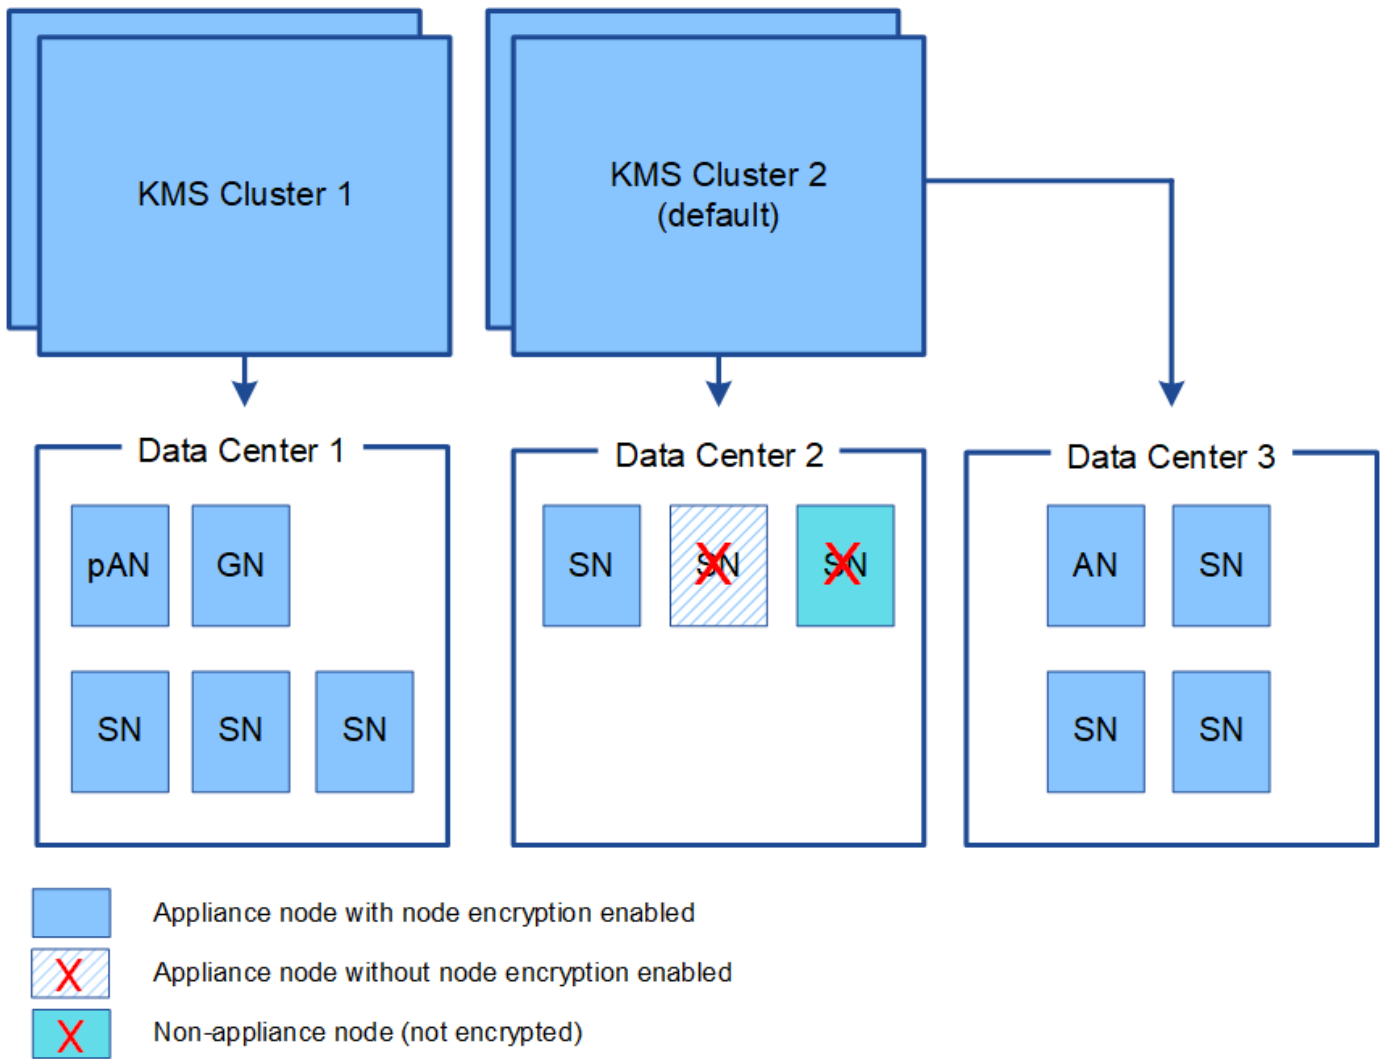 KMS Cluster 1
KMS Cluster 2
(default)
Data Center 1
pAN
GN
SN
SN
SN
Data Center 2
SN
SN
SN
Data Center 3
AN
SN
SN
SN
Appliance node with node encryption enabled
X
Appliance node without node encryption enabled
X
Non-appliance node (not encrypted)